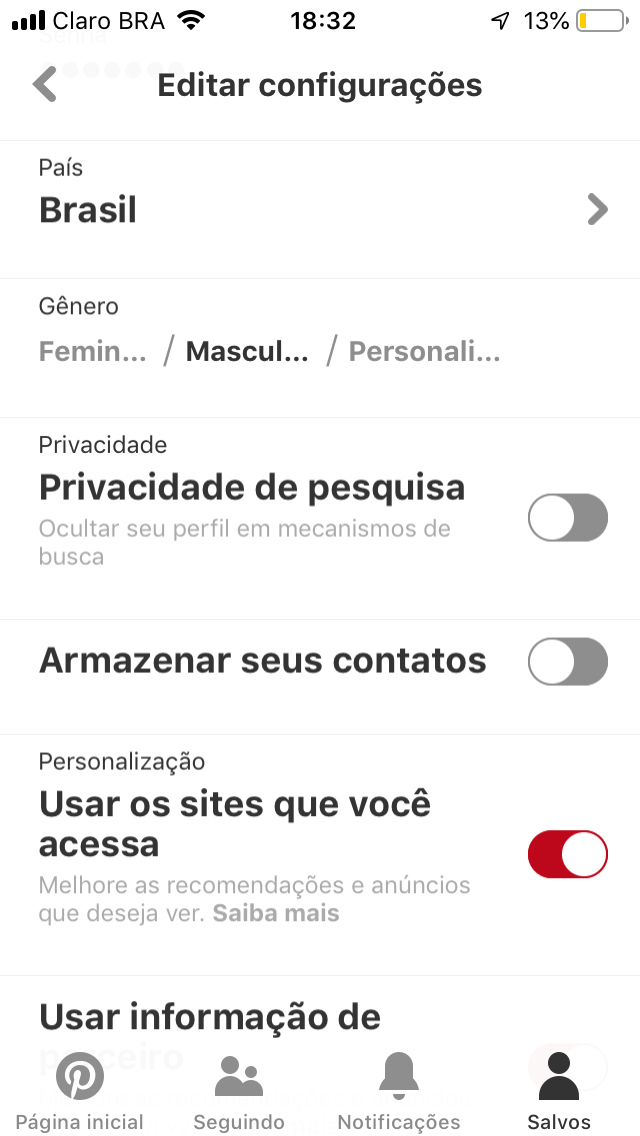 Claro BRA 18:32 13%
Senha
Editar configurações
País
Brasil
Gênero
Femin... / Mascul... / Personali...
Privacidade
Privacidade de pesquisa
Ocultar seu perfil em mecanismos de
busca
Armazenar seus contatos
Personalização
Usar os sites que você
acessa
Melhore as recomendações e anúncios
que deseja ver. Saiba mais
Usar informação de
parceiro
Página inicial Seguindo Notificações Salvos